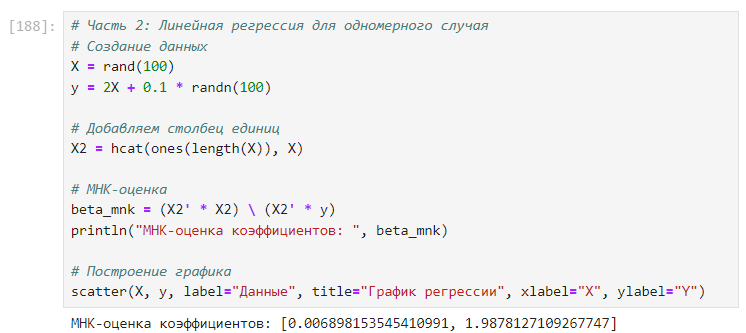 [188]:
# Часть 2: Линейная регрессия для одномерного случая
# Создание данных
X = rand(100)
y = 2X + 0.1 * randn(100)
# Добавляем столбец единиц
X2 = hcat(ones(length(X)), X)
# МНК-оценка
beta_mnk = (X2' * X2) \ (X2' * y)
println("МНК-оценка коэффициентов: ", beta_mnk)
# Построение графика
scatter(X, y, label="Данные", title="График регрессии", xlabel="X", ylabel="Y")
МНК-оценка коэффициентов: [0.006898153545410991, 1.9878127109267747]